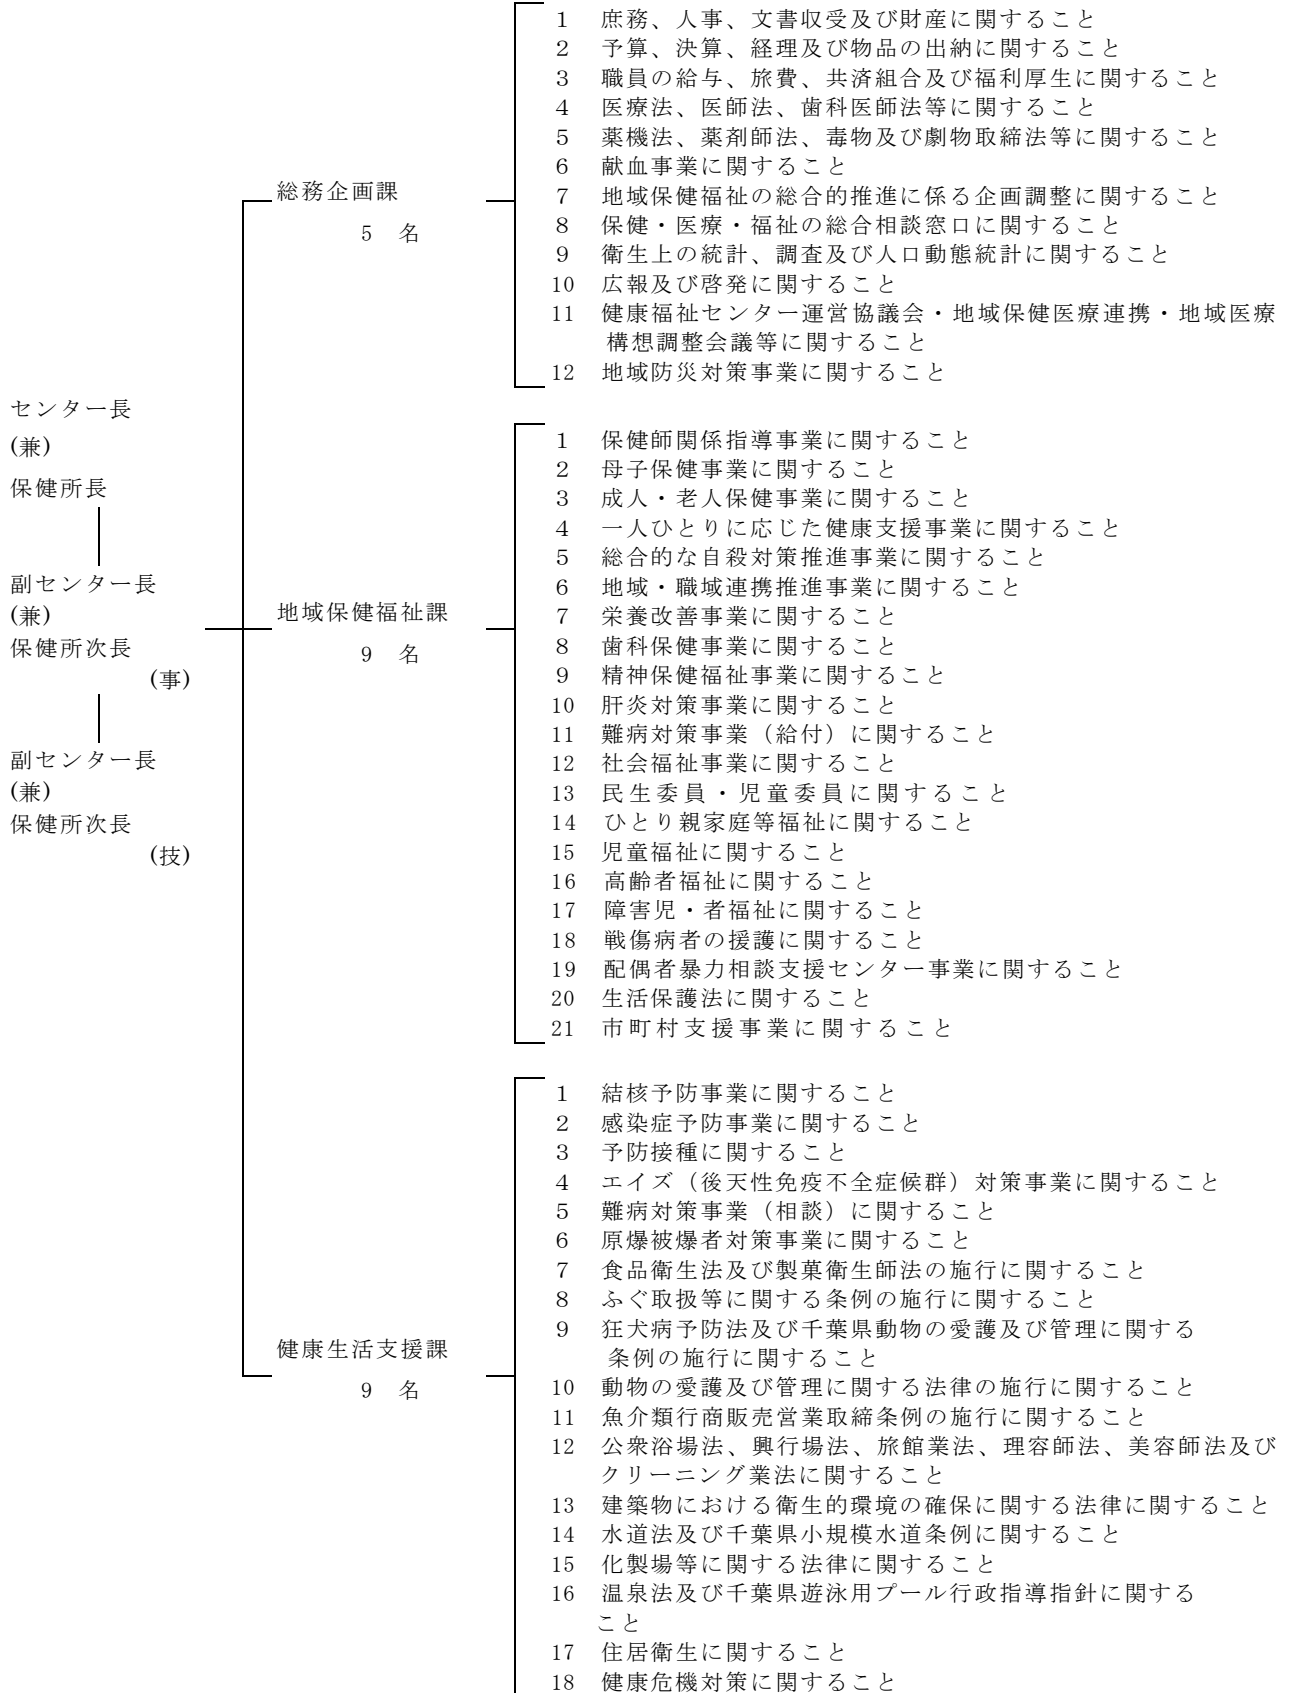 センター長
(兼)
保健所長
副センター長
(兼)
保健所次長
(事)
副センター長
(兼)
保健所次長
(技)
総務企画課
5 名
1 庶務、人事、文書収受及び財産に関すること
2 予算、決算、経理及び物品の出納に関すること
3 職員の給与、旅費、共済組合及び福利厚生に関すること
4 医療法、医師法、歯科医師法等に関すること
5 薬機法、薬剤師法、毒物及び劇物取締法等に関すること
6 献血事業に関すること
7 地域保健福祉の総合的推進に係る企画調整に関すること
8 保健・医療・福祉の総合相談窓口に関すること
9 衛生上の統計、調査及び人口動態統計に関すること
10 広報及び啓発に関すること
11 健康福祉センター運営協議会・地域保健医療連携・地域医療
構想調整会議等に関すること
12 地域防災対策事業に関すること
地域保健福祉課
9 名
1 保健師関係指導事業に関すること
2 母子保健事業に関すること
3 成人・老人保健事業に関すること
4 一人ひとりに応じた健康支援事業に関すること
5 総合的な自殺対策推進事業に関すること
6 地域・職域連携推進事業に関すること
7 栄養改善事業に関すること
8 歯科保健事業に関すること
9 精神保健福祉事業に関すること
10 肝炎対策事業に関すること
11 難病対策事業（給付）に関すること
12 社会福祉事業に関すること
13 民生委員・児童委員に関すること
14 ひとり親家庭等福祉に関すること
15 児童福祉に関すること
16 高齢者福祉に関すること
17 障害児・者福祉に関すること
18 戦傷病者の援護に関すること
19 配偶者暴力相談支援センター事業に関すること
20 生活保護法に関すること
21 市町村支援事業に関すること
健康生活支援課
9 名
1 結核予防事業に関すること
2 感染症予防事業に関すること
3 予防接種に関すること
4 エイズ（後天性免疫不全症候群）対策事業に関すること
5 難病対策事業（相談）に関すること
6 原爆被爆者対策事業に関すること
7 食品衛生法及び製菓衛生師法の施行に関すること
8 ふぐ取扱等に関する条例の施行に関すること
9 狂犬病予防法及び千葉県動物の愛護及び管理に関する
条例の施行に関すること
10 動物の愛護及び管理に関する法律の施行に関すること
11 魚介類行商販売営業取締条例の施行に関すること
12 公衆浴場法、興行場法、旅館業法、理容師法、美容師法及び
クリーニング業法に関すること
13 建築物における衛生的環境の確保に関する法律に関すること
14 水道法及び千葉県小規模水道条例に関すること
15 化製場等に関する法律に関すること
16 温泉法及び千葉県遊泳用プール行政指導指針に関する
こと
17 住居衛生に関すること
18 健康危機対策に関すること